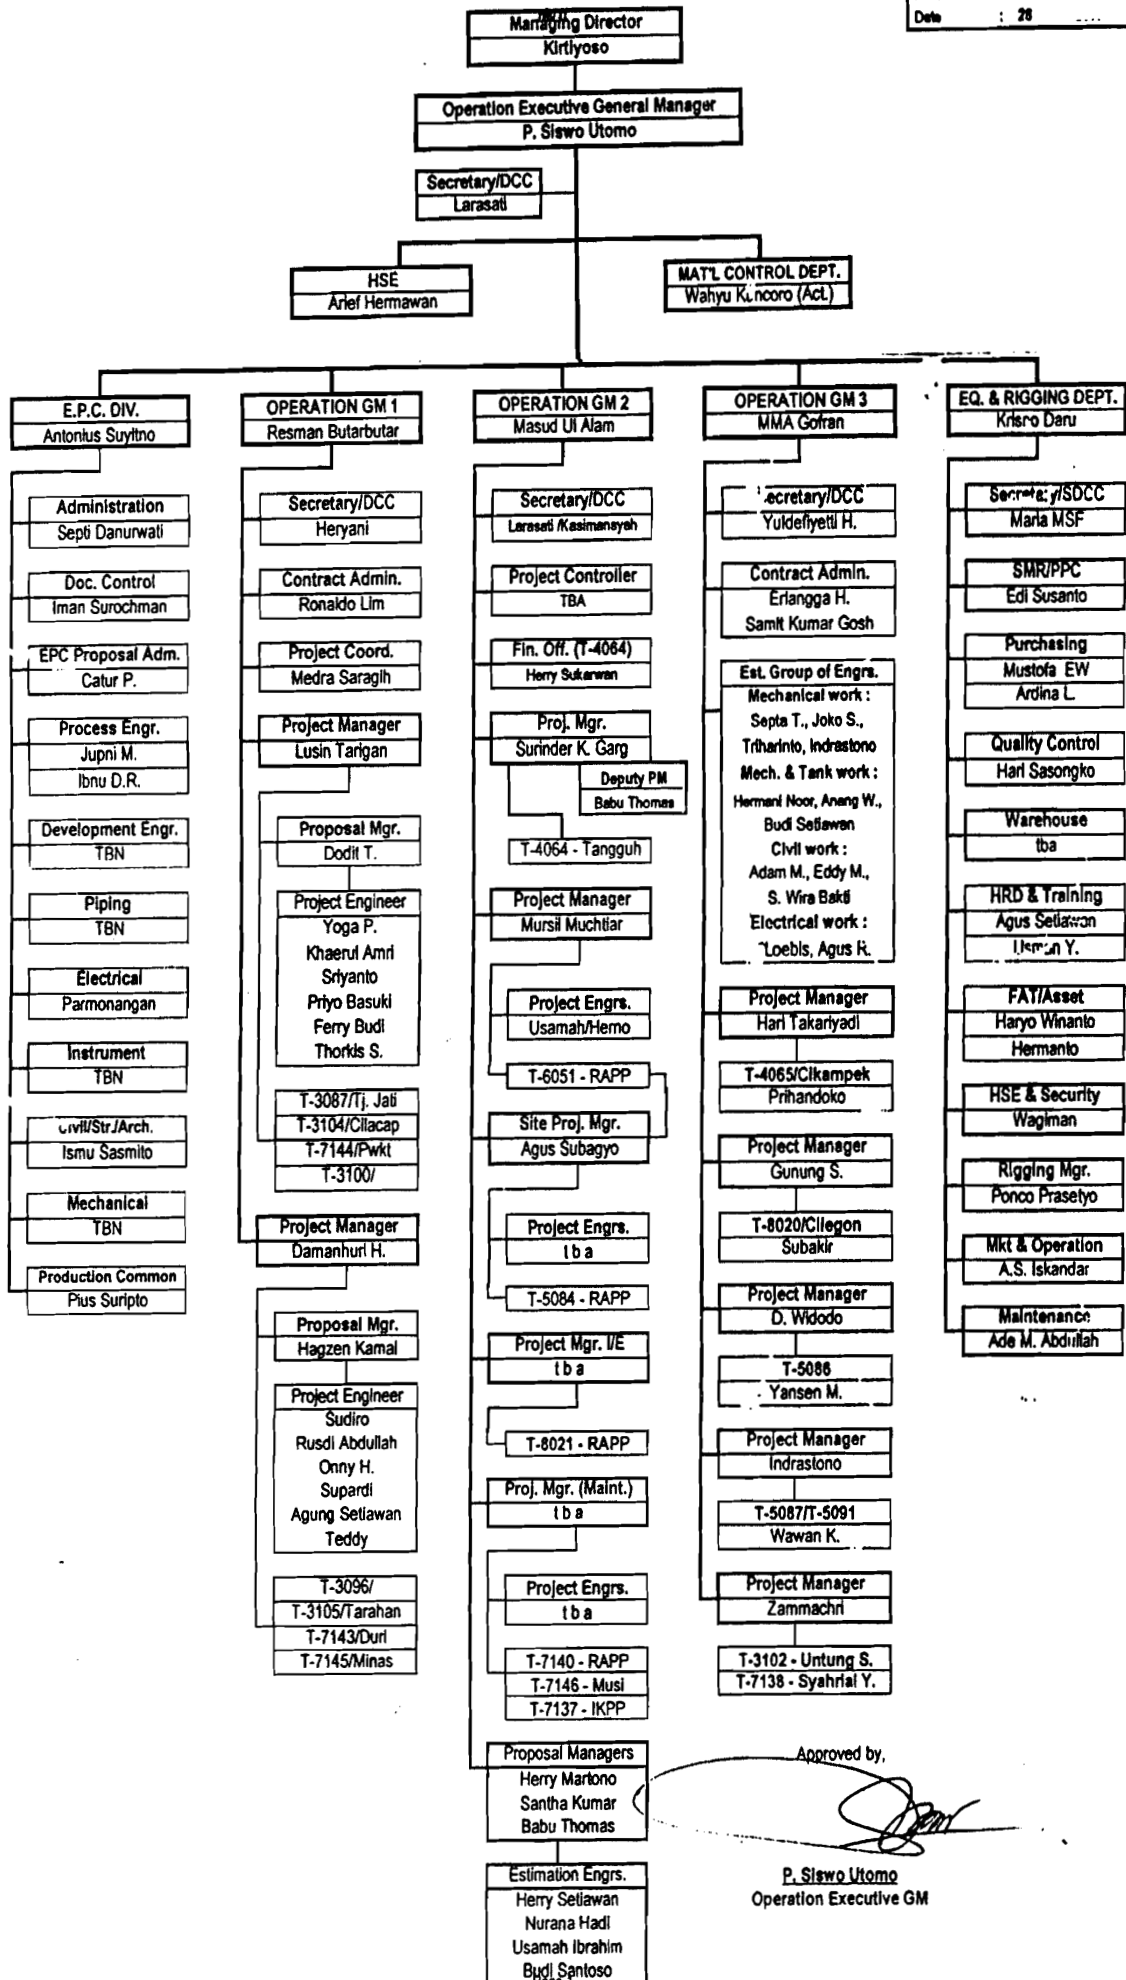 Date : 28
Managing Director
Kirtiyoso
Operation Executive General Manager
P. Siswo Utomo
Secretary/DCC
Larasati
HSE
Arief Hermawan
MAT'L CONTROL DEPT.
Wahyu Kuncoro (Act.)
E.P.C. DIV.
Antonius Suyitno
Administration
Septi Danurwati
Doc. Control
Iman Surochman
EPC Proposal Adm.
Catur P.
Process Engr.
Jupni M.
Ibnu D.R.
Development Engr.
TBN
Piping
TBN
Electrical
Parmonangan
Instrument
TBN
Civil/Str./Arch.
Ismu Sasmito
Mechanical
TBN
Production Common
Pius Suripto
OPERATION GM 1
Resman Butarbutar
Secretary/DCC
Heryani
Contract Admin.
Ronaldo Lim
Project Coord.
Medra Saragih
Project Manager
Lusin Tarigan
Proposal Mgr.
Dodit T.
Project Engineer
Yoga P.
Khaerul Amri
Sriyanto
Priyo Basuki
Ferry Budi
Thorkis S.
T-3087/Tj. Jati
T-3104/Cilacap
T-7144/Pwkt
T-3100/
Project Manager
Damanhuri H.
Proposal Mgr.
Hagzen Kamal
Project Engineer
Sudiro
Rusdi Abdullah
Onny H.
Supardi
Agung Setiawan
Teddy
T-3096/
T-3105/Tarahan
T-7143/Duri
T-7145/Minas
OPERATION GM 2
Masud Ul Alam
Secretary/DCC
Larasati /Kasimansyah
Project Controller
TBA
Fin. Off. (T-4064)
Herry Sukarwan
Proj. Mgr.
Surinder K. Garg
Deputy PM
Babu Thomas
T-4064 - Tangguh
Project Manager
Mursil Muchtiar
Project Engrs.
Usamah/Herno
T-6051 - RAPP
Site Proj. Mgr.
Agus Subagyo
Project Engrs.
t b a
T-5084 - RAPP
Project Mgr. I/E
t b a
T-8021 - RAPP
Proj. Mgr. (Maint.)
t b a
Project Engrs.
t b a
T-7140 - RAPP
T-7146 - Musi
T-7137 - IKPP
Proposal Managers
Herry Martono
Santha Kumar
Babu Thomas
Estimation Engrs.
Herry Setiawan
Nurana Hadi
Usamah Ibrahim
Budi Santoso
OPERATION GM 3
MMA Gofran
ecretary/DCC
Yuldefiyetti H.
Contract Admin.
Erlangga H.
Samit Kumar Gosh
Est. Group of Engrs.
Mechanical work :
Septa T., Joko S.,
Triharinto, Indrastono
Mech. & Tank work :
Hermani Noor, Anang W.,
Budi Setiawan
Civil work :
Adam M., Eddy M.,
S. Wira Bakti
Electrical work :
Loebis, Agus R.
Project Manager
Hari Takariyadi
T-4065/Cikampek
Prihandoko
Project Manager
Gunung S.
T-8020/Cilegon
Subakir
Project Manager
D. Widodo
T-5086
Yansen M.
Project Manager
Indrastono
T-5087/T-5091
Wawan K.
Project Manager
Zammachri
T-3102 - Untung S.
T-7138 - Syahrial Y.
EQ. & RIGGING DEPT.
Krisno Daru
Secretary/SDCC
Maria MSF
SMR/PPC
Edi Susanto
Purchasing
Mustofa EW
Ardina L.
Quality Control
Hari Sasongko
Warehouse
tba
HRD & Training
Agus Setiawan
Usman Y.
FAT/Asset
Haryo Winanto
Hermanto
HSE & Security
Wagiman
Rigging Mgr.
Ponco Prasetyo
Mkt & Operation
A.S. Iskandar
Maintenance
Ade M. Abdullah
Approved by,
P. Siswo Utomo
Operation Executive GM